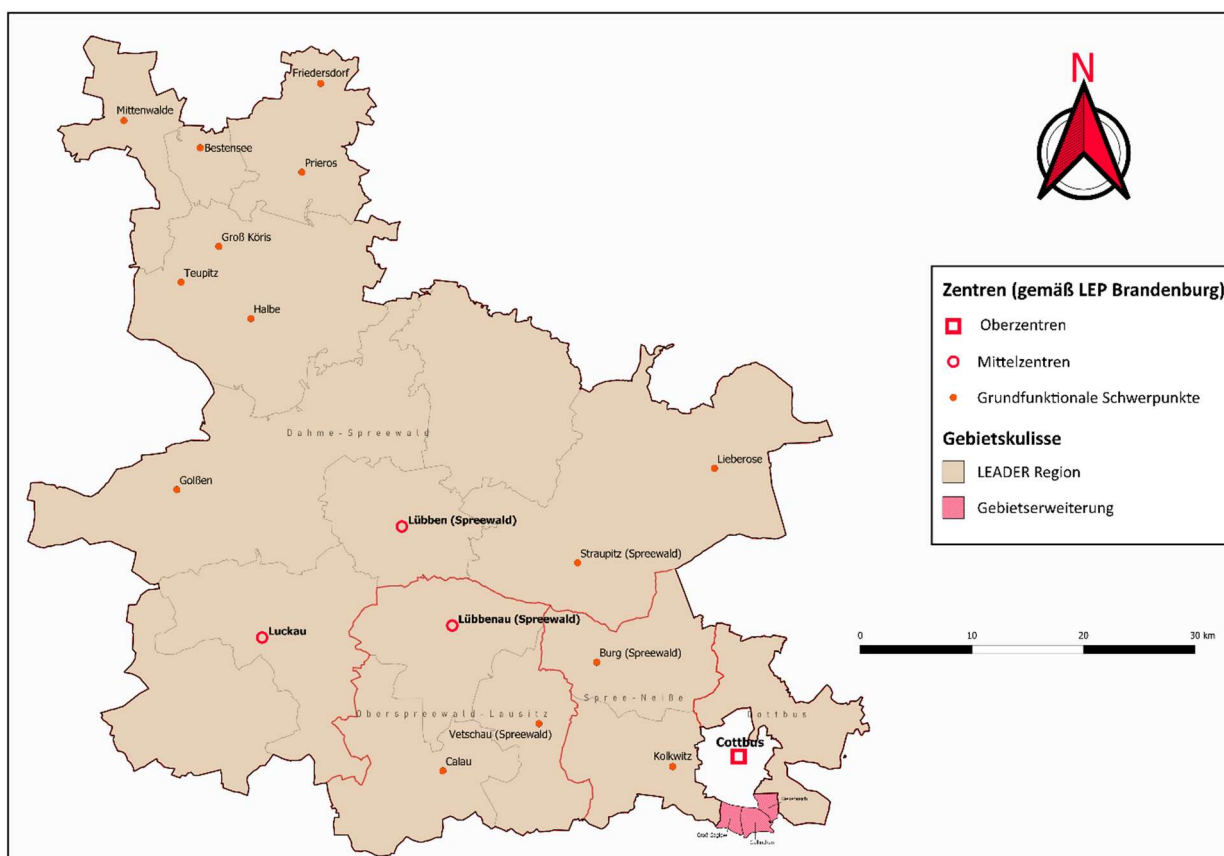 N
Friedersdorf
Mittenwalde
Bestensee
Prieros
Groß Köris
Teupitz
Halbe
Zentren (gemäß LEP Brandenburg)
Oberzentren
Mittelzentren
Grundfunktionale Schwerpunkte
Gebietskulisse
LEADER Region
Gebietserweiterung
Dahme-Spreewald
Lieberose
Golßen
Lübben (Spreewald)
Straupitz (Spreewald)
Lübbenau (Spreewald)
Luckau
0 10 20 30 km
Burg (Spreewald)
Spree-Neiße
Oberspreewald-Lausitz
Cottbus
Vetschau (Spreewald)
Cottbus
Kolkwitz
Calau
Groß Gaglow